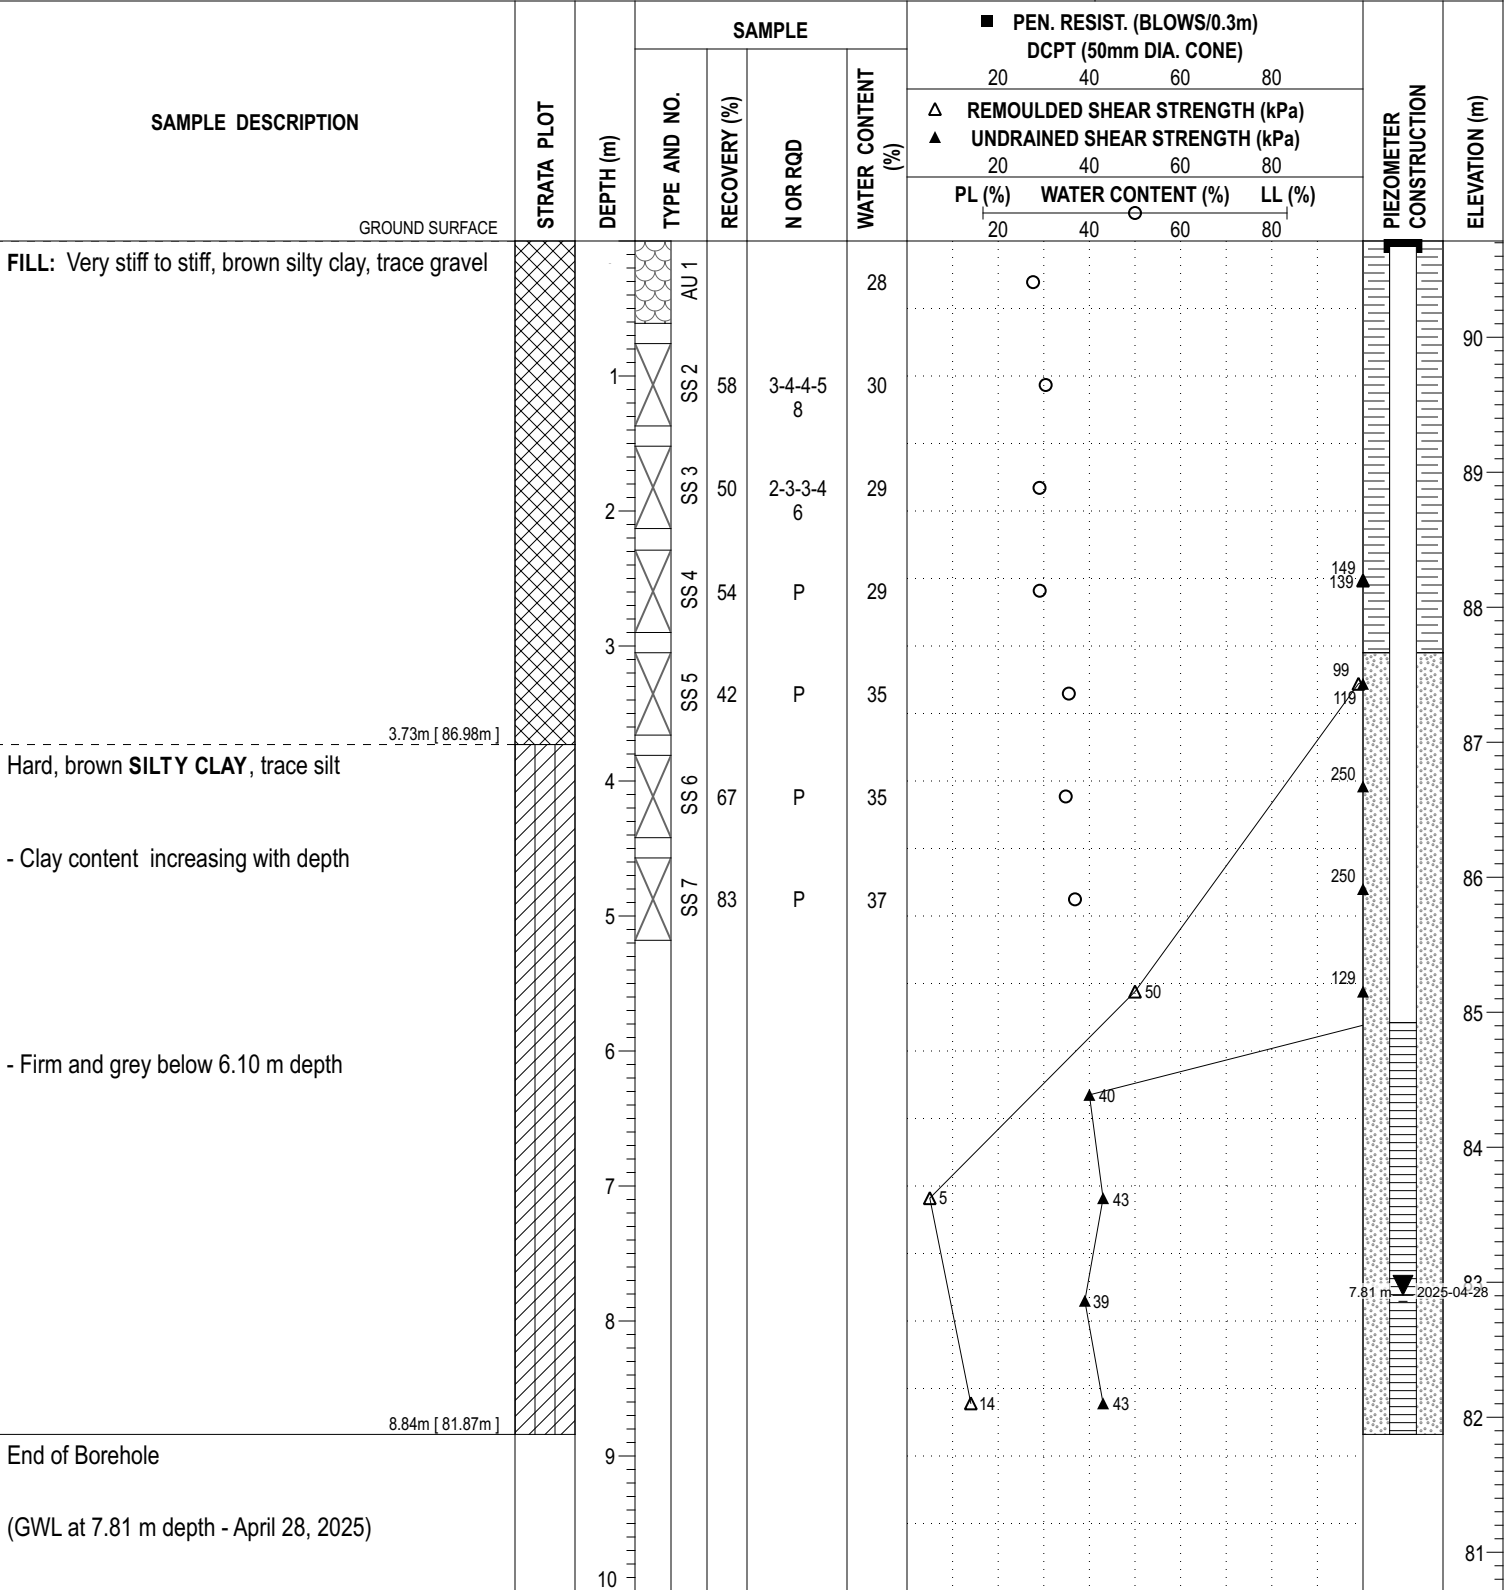 SAMPLE DESCRIPTION
GROUND SURFACE
STRATA PLOT
DEPTH (m)
SAMPLE
TYPE AND NO.
RECOVERY (%)
N OR RQD
WATER CONTENT
(%)
■ PEN. RESIST. (BLOWS/0.3m)
DCPT (50mm DIA. CONE)
20 40 60 80
△ REMOULDED SHEAR STRENGTH (kPa)
▲ UNDRAINED SHEAR STRENGTH (kPa)
20 40 60 80
PL (%) WATER CONTENT (%) LL (%)
20 40 60 80
PIEZOMETER
CONSTRUCTION
ELEVATION (m)
FILL: Very stiff to stiff, brown silty clay, trace gravel
AU 1 28
90
1 SS 2 58 3-4-4-5 30
8
89
SS 3 50 2-3-3-4 29
2 6
149
SS 4 54 P 29 139
88
3
99
SS 5 42 P 35 119
3.73m [ 86.98m ]
87
Hard, brown SILTY CLAY, trace silt
250
4 SS 6 67 P 35
- Clay content increasing with depth
250
86
SS 7 83 P 37
5
129
50
85
6
- Firm and grey below 6.10 m depth
40
84
7
5 43
83
7.81 m 2025-04-28
39
8
14 43
82
8.84m [ 81.87m ]
End of Borehole
9
(GWL at 7.81 m depth - April 28, 2025)
81
10